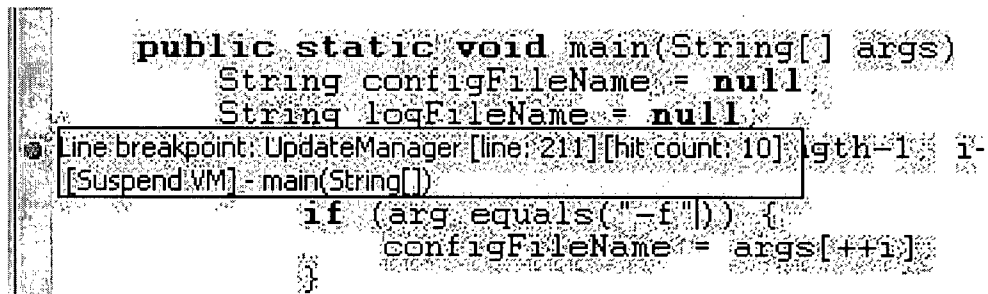 public static void main(String[] args)
String configFileName = null;
String logFileName = null;
Line breakpoint: UpdateManager [line: 211] [hit count: 10] ngth-1; i-
[Suspend VM] - main(String[])
if (arg.equals("-f")) {
configFileName = args[++i];
}